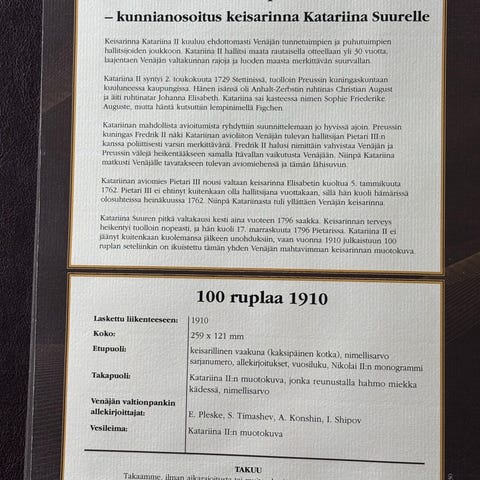 – kunnianosoitus keisarinna Katariina Suurelle
Keisarinna Katariina II kuuluu ehdottomasti Venäjän tunnetuimpien ja puhutuimpien
hallitsijoiden joukkoon. Katariina II hallitsi maata rautaisella otteellaan yli 30 vuotta,
laajentaen Venäjän valtakunnan rajoja ja luoden maasta merkittävän suurvallan.
Katariina II syntyi 2. toukokuuta 1729 Stettinissä, tuolloin Preussin kuningaskuntaan
kuuluneessa kaupungissa. Hänen isänsä oli Anhalt-Zerbstin ruhtinas Christian August
ja äiti ruhtinatar Johanna Elisabeth. Katariina sai kasteessa nimen Sophie Friederike
Auguste, mutta häntä kutsuttiin lempinimellä Figchen.
Katariinan mahdollista avioitumista ryhdyttiin suunnittelemaan jo hyvissä ajoin. Preussin
kuningas Fredrik II näki Katariinan avioliiton Venäjän tulevan hallitsijan Pietari III:n
kanssa poliittisesti varsin merkittävänä. Fredrik II halusi nimittäin vahvistaa Venäjän ja
Preussin välejä heikentääkseen samalla Itävallan vaikutusta Venäjään. Niinpä Katariina
matkusti Venäjälle tavatakseen tulevan aviomiehensä ja tämän lähisuvun.
Katariinan aviomies Pietari III nousi valtaan keisarinna Elisabetin kuoltua 5. tammikuuta
1762. Pietari III ei ehtinyt kuitenkaan olla hallitsijana vuottakaan, sillä hän kuoli hämärissä
olosuhteissa heinäkuussa 1762. Niinpä Katariinasta tuli yllättäen Venäjän keisarinna.
Katariina Suuren pitkä valtakausi kesti aina vuoteen 1796 saakka. Keisarinnan terveys
heikentyi tuolloin nopeasti, ja hän kuoli 17. marraskuuta 1796 Pietarissa. Katariina II ei
jäänyt kuitenkaan kuolemansa jälkeen unohduksiin, vaan vuonna 1910 julkaistuun 100
ruplan seteliinkin on ikuistettu tämän Venäjän mahtavimman keisarinnan muotokuva.
100 ruplaa 1910
Laskettu liikenteeseen: 1910
Koko: 259 x 121 mm
Etupuoli: keisarillinen vaakuna (kaksipäinen kotka), nimellisarvo
sarjanumero, allekirjoitukset, vuosiluku, Nikolai II:n monogrammi
Takapuoli: Katariina II:n muotokuva, jonka reunustalla hahmo miekka
kädessä, nimellisarvo
Venäjän valtionpankin
allekirjoittajat: E. Pleske, S. Timashev, A. Konshin, I. Shipov
Vesileima: Katariina II:n muotokuva
TAKUU
Takaamme, ilman aikarajoitusta